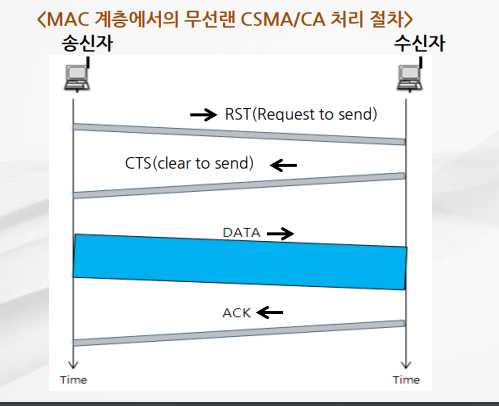 <MAC 계층에서의 무선랜 CSMA/CA 처리 절차>
송신자 수신자
RST(Request to send)
CTS(clear to send)
DATA
ACK
Time Time